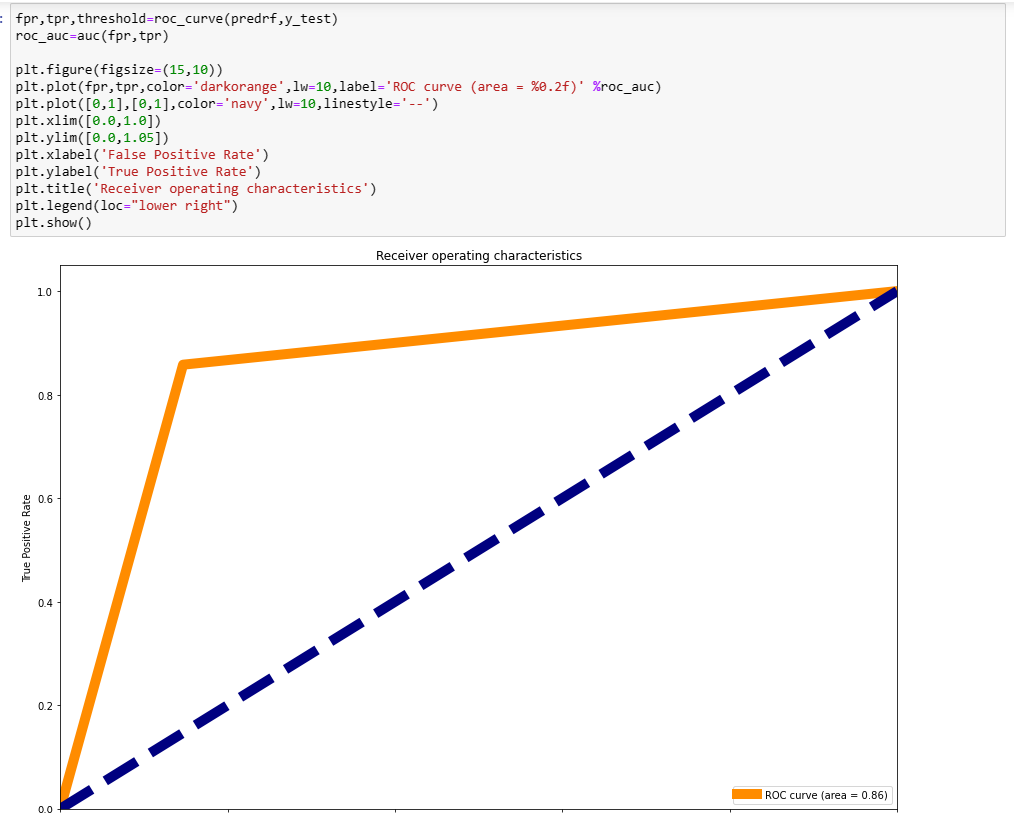 :
fpr,tpr,threshold=roc_curve(predrf,y_test)
roc_auc=auc(fpr,tpr)
plt.figure(figsize=(15,10))
plt.plot(fpr,tpr,color='darkorange',lw=10,label='ROC curve (area = %0.2f)' %roc_auc)
plt.plot([0,1],[0,1],color='navy',lw=10,linestyle='--')
plt.xlim([0.0,1.0])
plt.ylim([0.0,1.05])
plt.xlabel('False Positive Rate')
plt.ylabel('True Positive Rate')
plt.title('Receiver operating characteristics')
plt.legend(loc="lower right")
plt.show()
Receiver operating characteristics
1.0
0.8
0.6
True Positive Rate
0.4
0.2
0.0
ROC curve (area = 0.86)